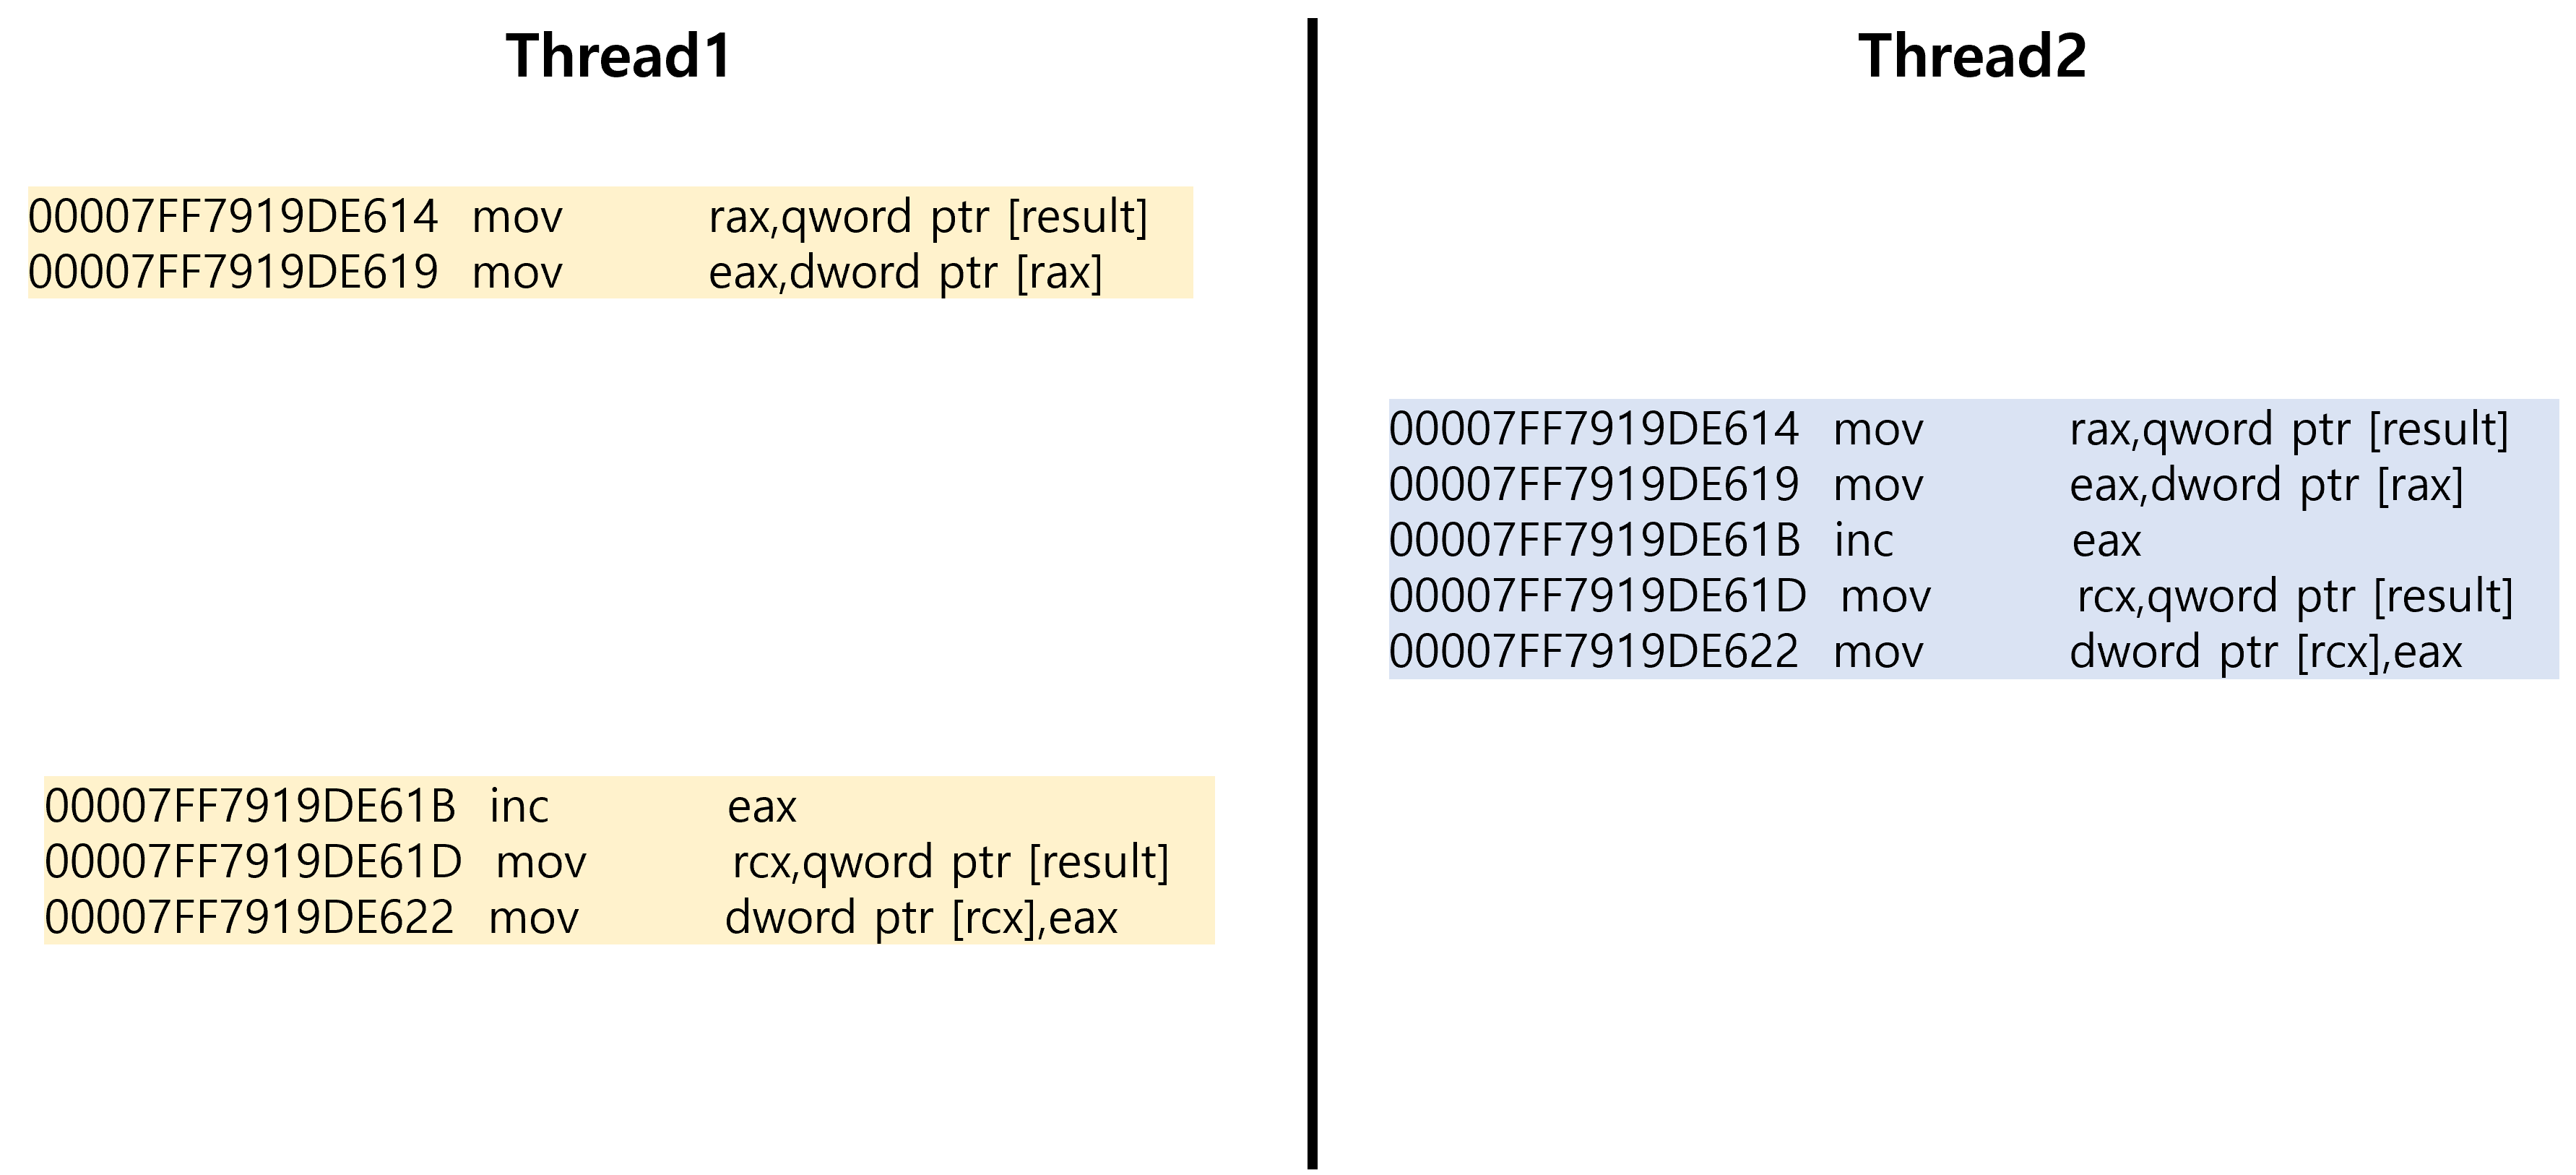 Thread1
00007FF7919DE614 mov rax,qword ptr [result]
00007FF7919DE619 mov eax,dword ptr [rax]
00007FF7919DE61B inc eax
00007FF7919DE61D mov rcx,qword ptr [result]
00007FF7919DE622 mov dword ptr [rcx],eax
Thread2
00007FF7919DE614 mov rax,qword ptr [result]
00007FF7919DE619 mov eax,dword ptr [rax]
00007FF7919DE61B inc eax
00007FF7919DE61D mov rcx,qword ptr [result]
00007FF7919DE622 mov dword ptr [rcx],eax